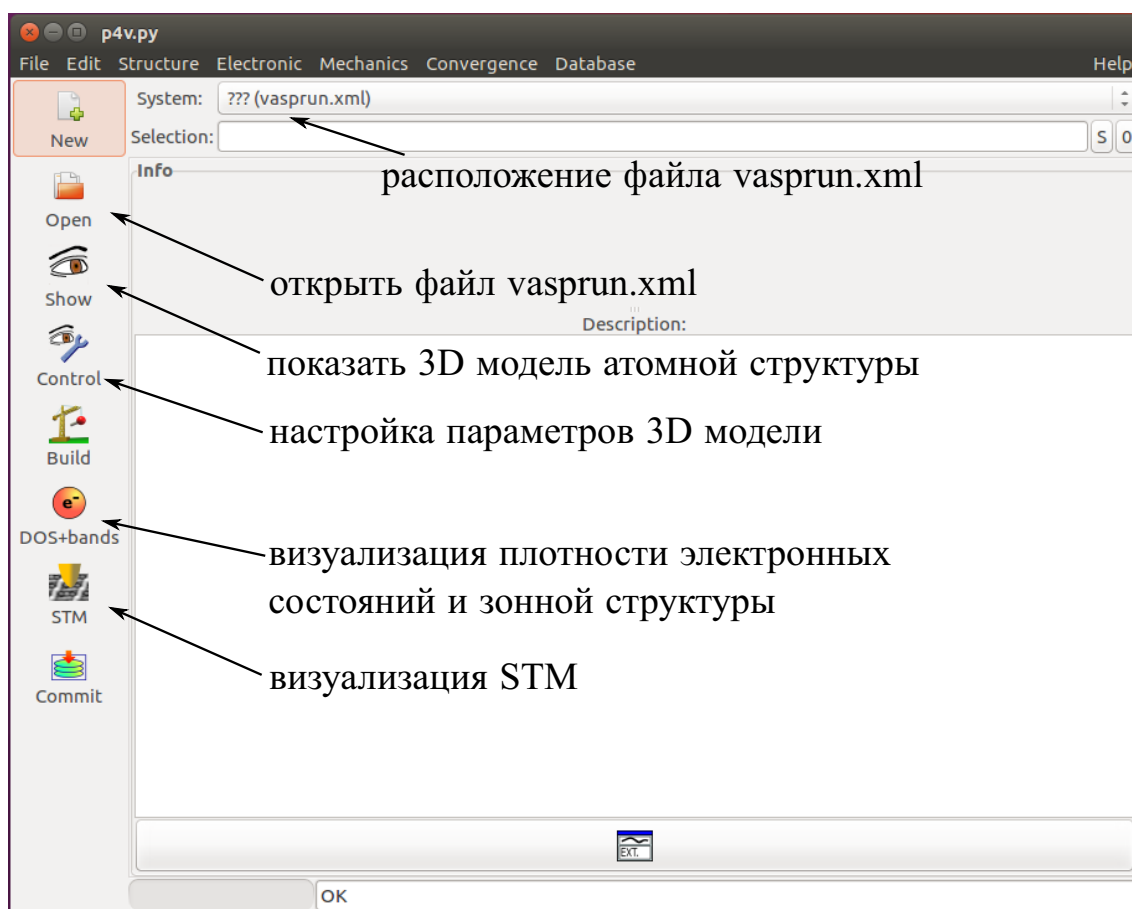 p4v.py
File Edit Structure Electronic Mechanics Convergence Database Help
System: ??? (vasprun.xml)
New
Selection: S 0
Info
расположение файла vasprun.xml
Open
открыть файл vasprun.xml
Show
Description:
показать 3D модель атомной структуры
Control
настройка параметров 3D модели
Build
e-
DOS+bands
визуализация плотности электронных
состояний и зонной структуры
STM
визуализация STM
Commit
EXT.
OK